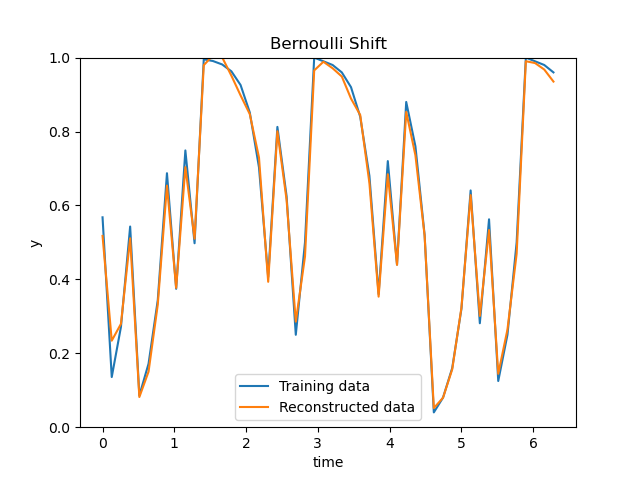 Bernoulli Shift
1.0
0.8
0.6
0.4
0.2
0.0
y
Training data
Reconstructed data
0 1 2 3 4 5 6
time